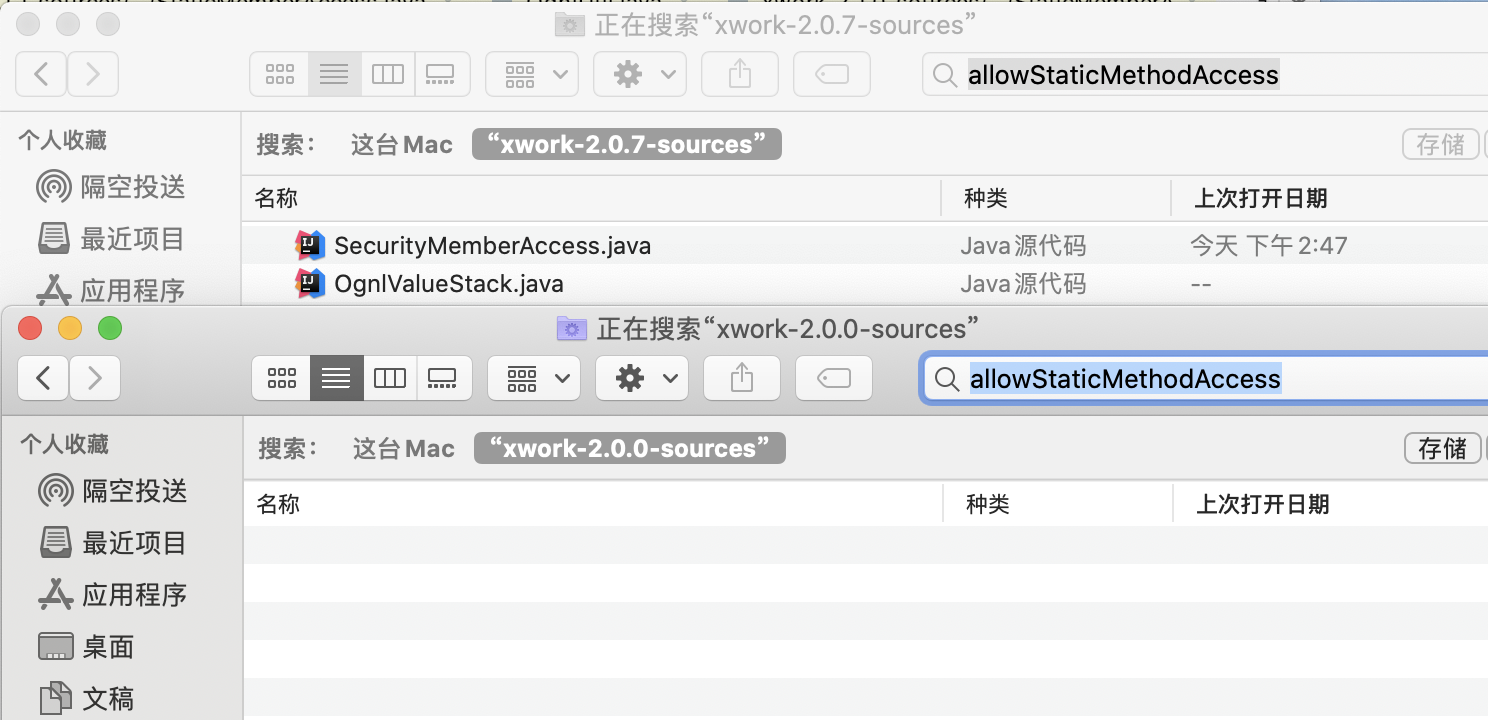 正在搜索“xwork-2.0.7-sources”
allowStaticMethodAccess
个人收藏
搜索： 这台 Mac “xwork-2.0.7-sources” 存储
隔空投送
名称 种类 上次打开日期
最近项目
SecurityMemberAccess.java Java源代码 今天 下午2:47
应用程序
OgnlValueStack.java Java源代码 --
正在搜索“xwork-2.0.0-sources”
allowStaticMethodAccess
个人收藏
搜索： 这台 Mac “xwork-2.0.0-sources” 存储
隔空投送
名称 种类 上次打开日期
最近项目
应用程序
桌面
文稿